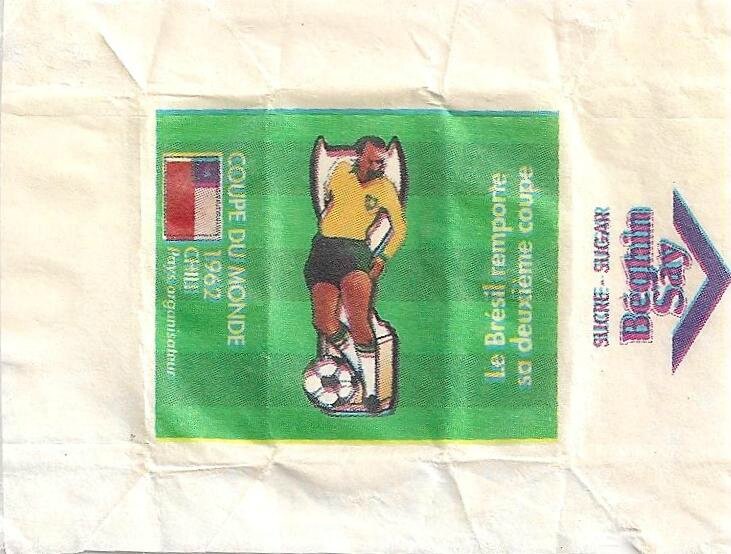 Le Brésil remporte
sa deuxième coupe
COUPE DU MONDE
1962
CHILI
Pays organisateur
SUCRE - SUGAR
Béghin
Say